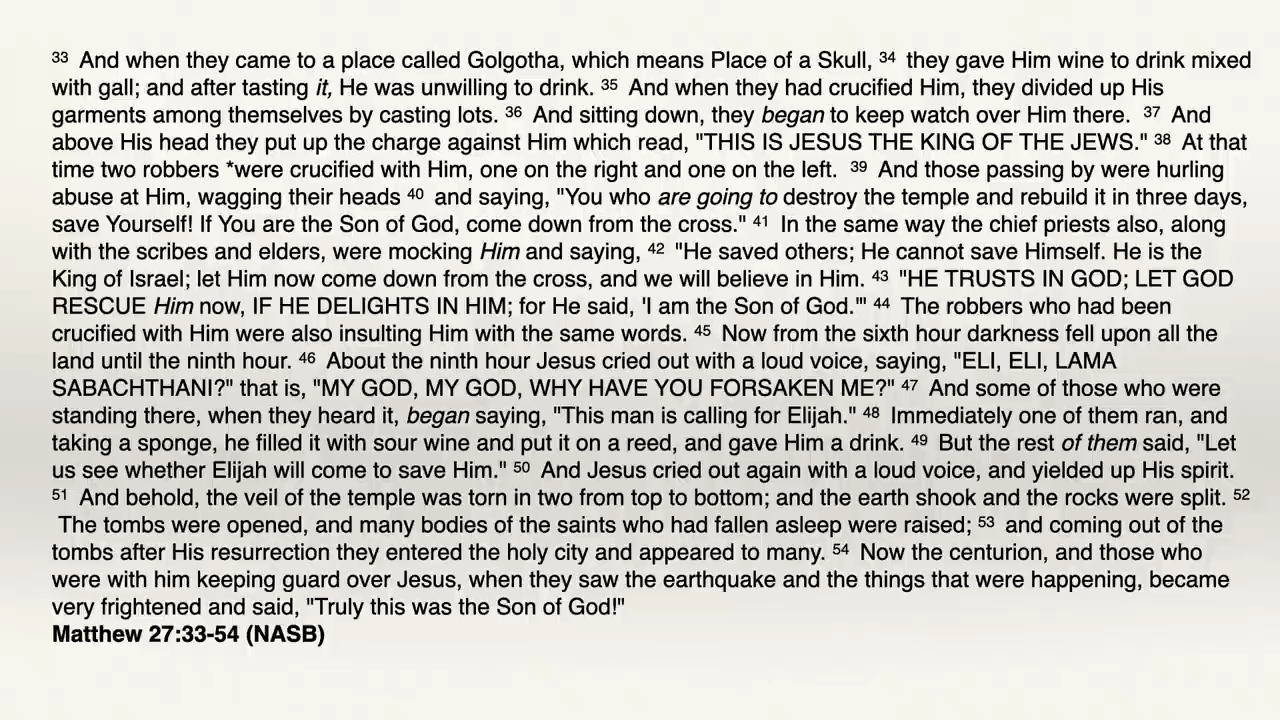 33 And when they came to a place called Golgotha, which means Place of a Skull, 34 they gave Him wine to drink mixed
with gall; and after tasting it, He was unwilling to drink. 35 And when they had crucified Him, they divided up His
garments among themselves by casting lots. 36 And sitting down, they began to keep watch over Him there. 37 And
above His head they put up the charge against Him which read, "THIS IS JESUS THE KING OF THE JEWS." 38 At that
time two robbers *were crucified with Him, one on the right and one on the left. 39 And those passing by were hurling
abuse at Him, wagging their heads 40 and saying, "You who are going to destroy the temple and rebuild it in three days,
save Yourself! If You are the Son of God, come down from the cross." 41 In the same way the chief priests also, along
with the scribes and elders, were mocking Him and saying, 42 "He saved others; He cannot save Himself. He is the
King of Israel; let Him now come down from the cross, and we will believe in Him. 43 "HE TRUSTS IN GOD; LET GOD
RESCUE Him now, IF HE DELIGHTS IN HIM; for He said, 'I am the Son of God.'" 44 The robbers who had been
crucified with Him were also insulting Him with the same words. 45 Now from the sixth hour darkness fell upon all the
land until the ninth hour. 46 About the ninth hour Jesus cried out with a loud voice, saying, "ELI, ELI, LAMA
SABACHTHANI?" that is, "MY GOD, MY GOD, WHY HAVE YOU FORSAKEN ME?" 47 And some of those who were
standing there, when they heard it, began saying, "This man is calling for Elijah." 48 Immediately one of them ran, and
taking a sponge, he filled it with sour wine and put it on a reed, and gave Him a drink. 49 But the rest of them said, "Let
us see whether Elijah will come to save Him." 50 And Jesus cried out again with a loud voice, and yielded up His spirit.
51 And behold, the veil of the temple was torn in two from top to bottom; and the earth shook and the rocks were split. 52
The tombs were opened, and many bodies of the saints who had fallen asleep were raised; 53 and coming out of the
tombs after His resurrection they entered the holy city and appeared to many. 54 Now the centurion, and those who
were with him keeping guard over Jesus, when they saw the earthquake and the things that were happening, became
very frightened and said, "Truly this was the Son of God!"
Matthew 27:33-54 (NASB)